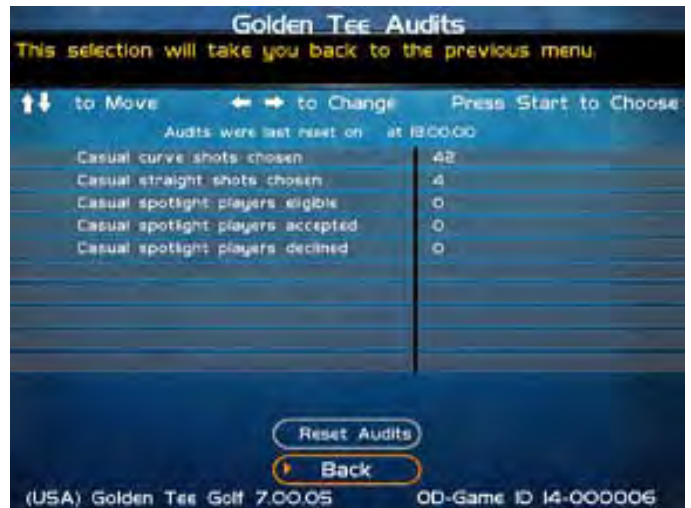 Golden Tee Audits
This selection will take you back to the previous menu.
to Move to Change Press Start to Choose
Audits were last reset on at 18:00:00
Casual curve shots chosen 42
Casual straight shots chosen 4
Casual spotlight players eligible 0
Casual spotlight players accepted 0
Casual spotlight players declined 0
Reset Audits
Back
(USA) Golden Tee Golf 7.00.05 OD-Game ID 14-000006